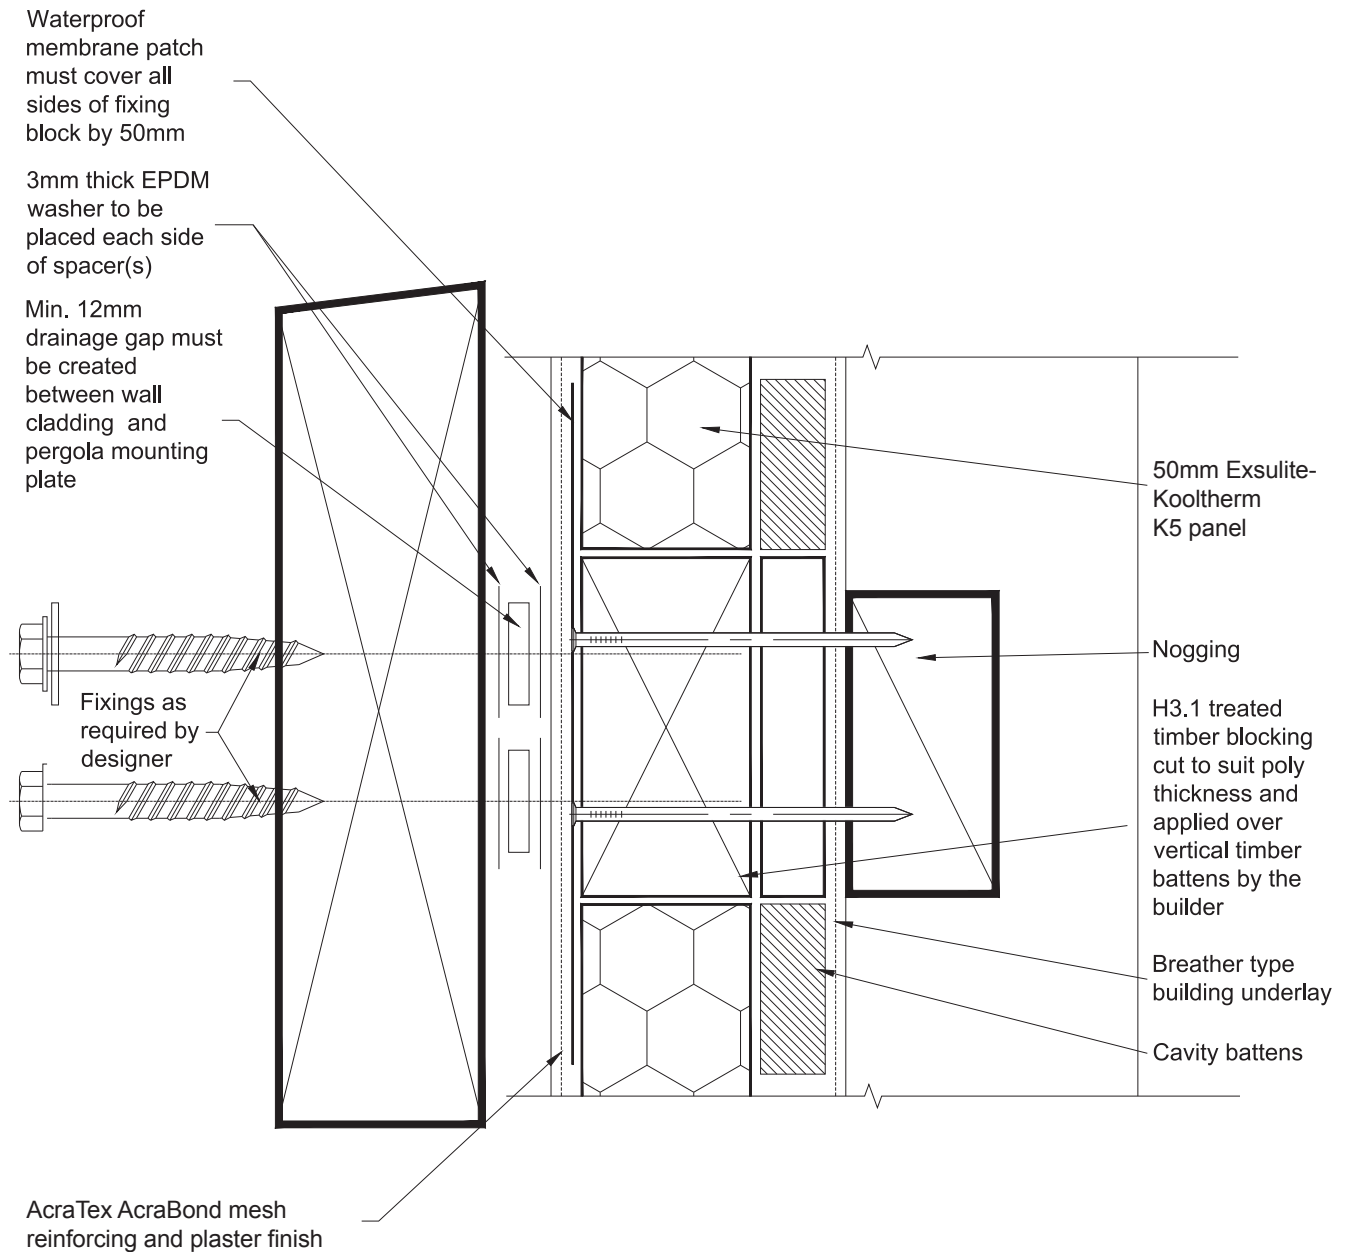 Waterproof
membrane patch
must cover all
sides of fixing
block by 50mm
3mm thick EPDM
washer to be
placed each side
of spacer(s)
Min. 12mm
drainage gap must
be created
between wall
cladding and
pergola mounting
plate
Fixings as
required by
designer
50mm Exsulite-
Kooltherm
K5 panel
Nogging
H3.1 treated
timber blocking
cut to suit poly
thickness and
applied over
vertical timber
battens by the
builder
Breather type
building underlay
Cavity battens
AcraTex AcraBond mesh
reinforcing and plaster finish